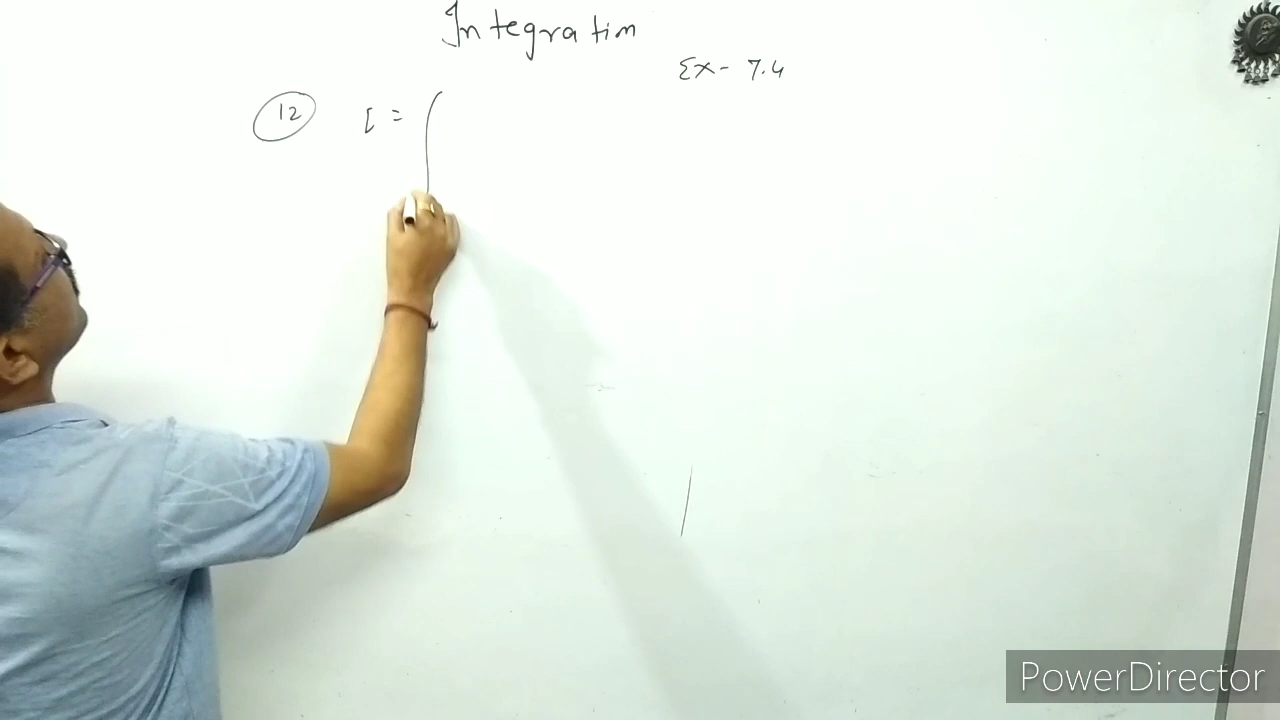 Integration
Ex- 7.4
12 I = ∫
PowerDirector